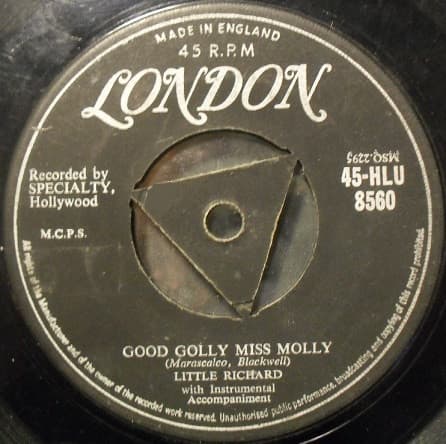 MADE IN ENGLAND
45 R.P.M
LONDON
Recorded by
SPECIALTY,
Hollywood
M.C.P.S.
MSQ.2295
45-HLU
8560
GOOD GOLLY MISS MOLLY
(Marascalco, Blackwell)
LITTLE RICHARD
with Instrumental
Accompaniment
All rights of the Manufacturer and of the owner of the recorded work reserved. Unauthorised public performance, broadcasting and copying of this record prohibited.